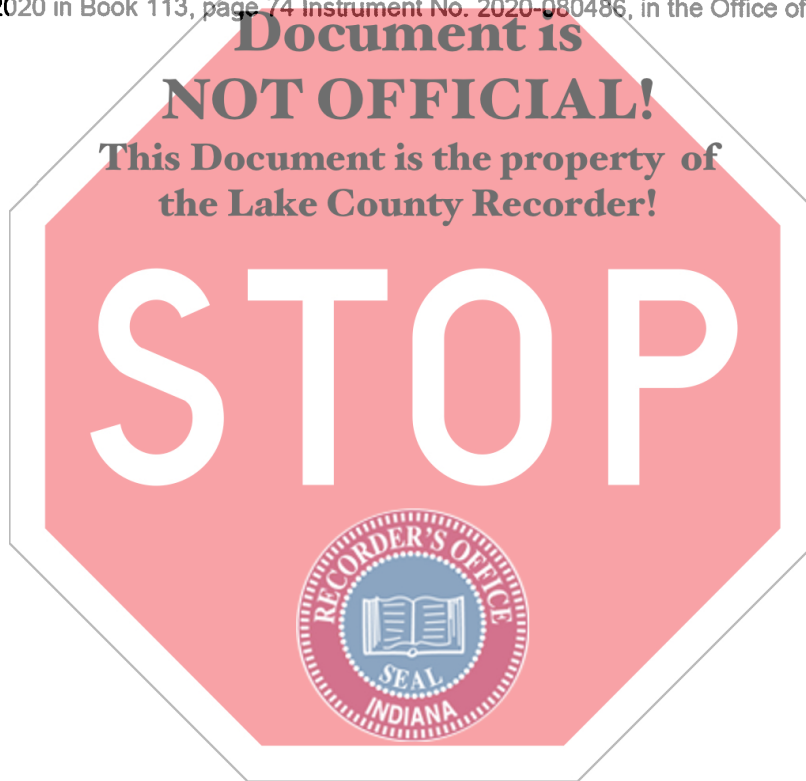 020 in Book 113, page 74 Instrument No. 2020-080486, in the Office of
Document is
NOT OFFICIAL!
This Document is the property of
the Lake County Recorder!
STOP
RECORDER'S OFFICE
SEAL
INDIANA